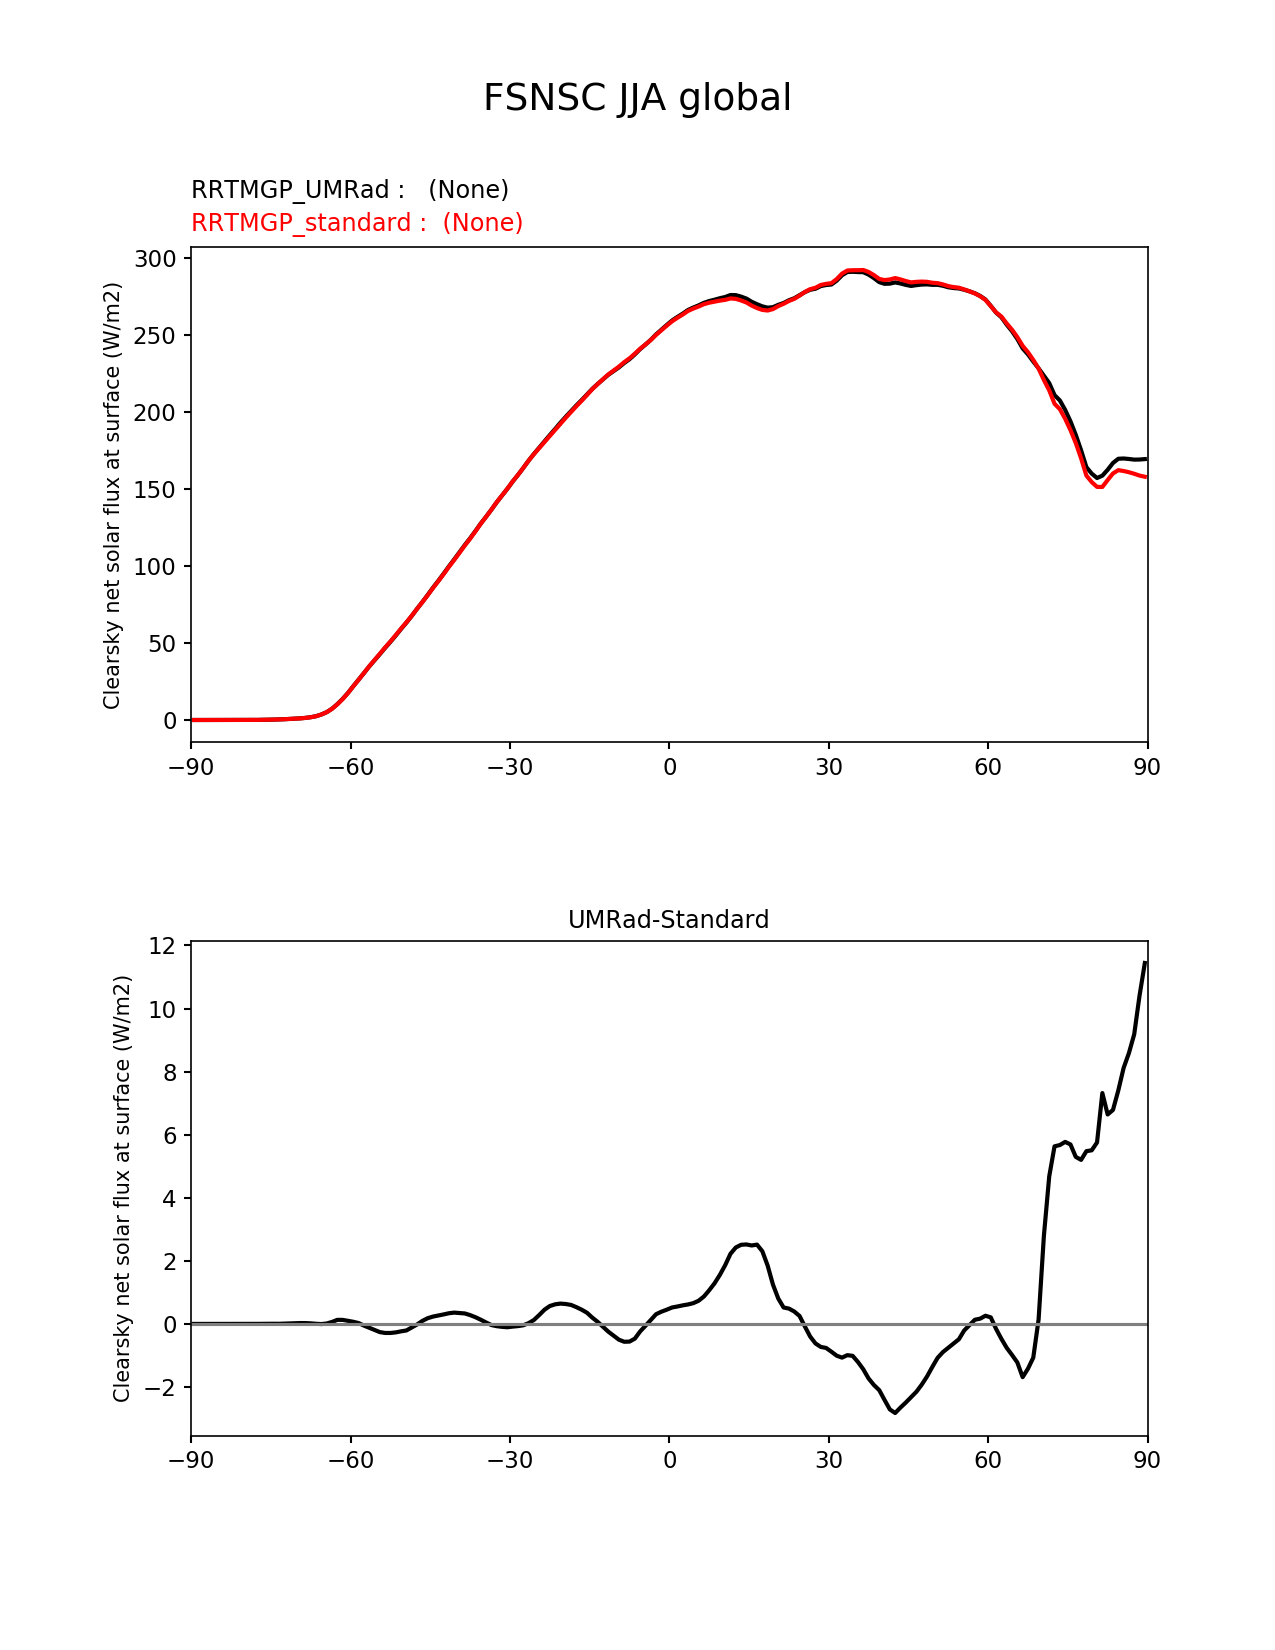 FSNSC JJA global
RRTMGP_UMRad :   (None)
RRTMGP_standard :  (None)
Clearsky net solar flux at surface (W/m2)
300
250
200
150
100
50
0
−90 −60 −30 0 30 60 90
UMRad-Standard
Clearsky net solar flux at surface (W/m2)
12
10
8
6
4
2
0
−2
−90 −60 −30 0 30 60 90